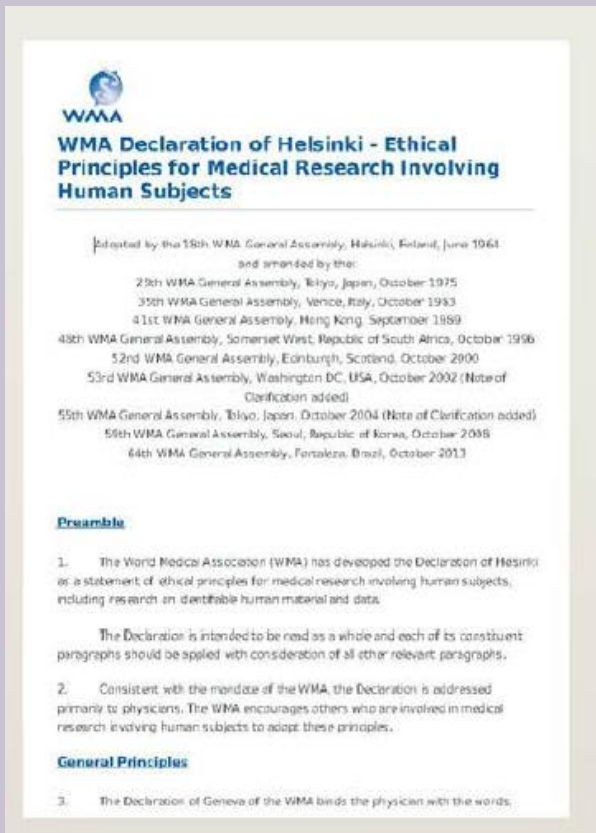 WMA
WMA Declaration of Helsinki - Ethical
Principles for Medical Research Involving
Human Subjects
Adopted by the 18th WMA General Assembly, Helsinki, Finland, June 1964
and amended by the:
29th WMA General Assembly, Tokyo, Japan, October 1975
35th WMA General Assembly, Venice, Italy, October 1983
41st WMA General Assembly, Hong Kong, September 1989
48th WMA General Assembly, Somerset West, Republic of South Africa, October 1996
52nd WMA General Assembly, Edinburgh, Scotland, October 2000
53rd WMA General Assembly, Washington DC, USA, October 2002 (Note of
Clarification added)
55th WMA General Assembly, Tokyo, Japan, October 2004 (Note of Clarification added)
59th WMA General Assembly, Seoul, Republic of Korea, October 2008
64th WMA General Assembly, Fortaleza, Brazil, October 2013
Preamble
1. The World Medical Association (WMA) has developed the Declaration of Helsinki
as a statement of ethical principles for medical research involving human subjects,
including research on identifiable human material and data.
The Declaration is intended to be read as a whole and each of its constituent
paragraphs should be applied with consideration of all other relevant paragraphs.
2. Consistent with the mandate of the WMA, the Declaration is addressed
primarily to physicians. The WMA encourages others who are involved in medical
research involving human subjects to adopt these principles.
General Principles
3. The Declaration of Geneva of the WMA binds the physician with the words,